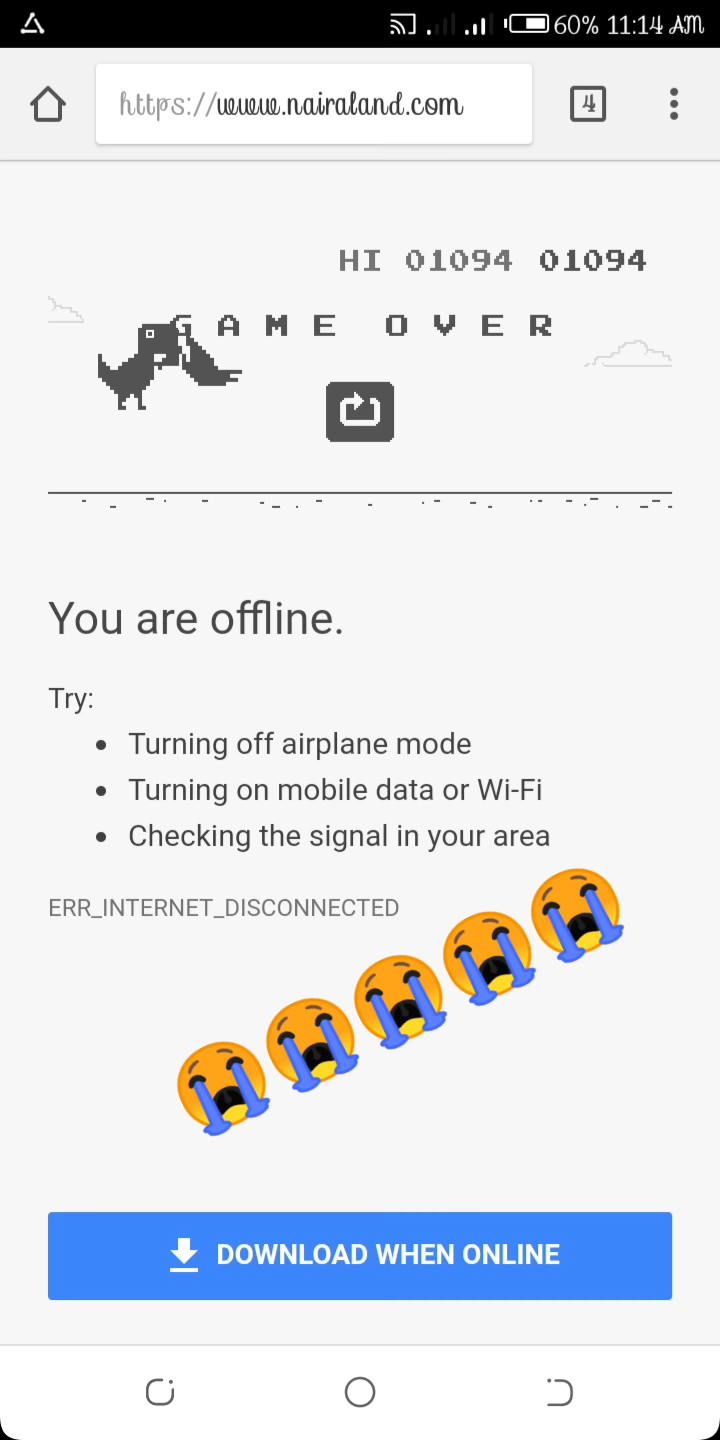 60% 11:14 AM
https://www.nairaland.com
4
HI 01094 01094
GAME OVER
You are offline.
Try:
• Turning off airplane mode
• Turning on mobile data or Wi-Fi
• Checking the signal in your area
ERR_INTERNET_DISCONNECTED
DOWNLOAD WHEN ONLINE